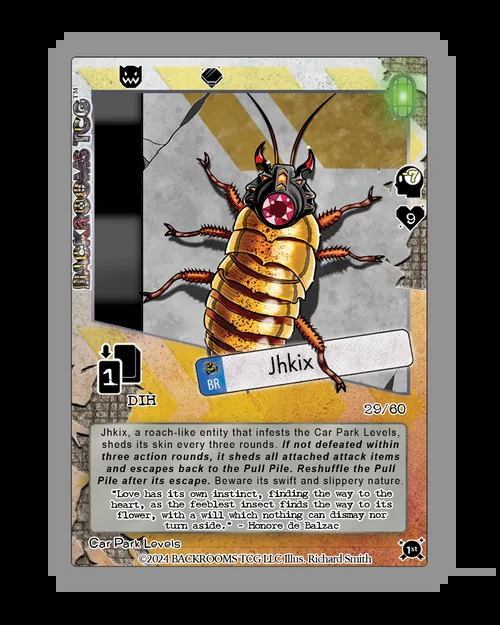 BACKROOMS TCG™
-7
9
Jhkix
BR
1
DIH
29/60
Jhkix, a roach-like entity that infests the Car Park Levels,
sheds its skin every three rounds. If not defeated within
three action rounds, it sheds all attached attack items
and escapes back to the Pull Pile. Reshuffle the Pull
Pile after its escape. Beware its swift and slippery nature.
"Love has its own instinct, finding the way to the
heart, as the feeblest insect finds the way to its
flower, with a will which nothing can dismay nor
turn aside." - Honore de Balzac
Car Park Levels
1st
©2024 BACKROOMS TCG LLC Illus. Richard Smith